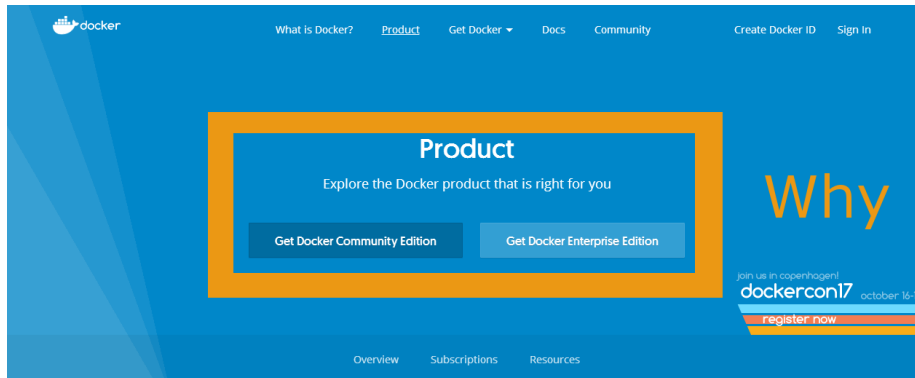 docker
What is Docker? Product Get Docker Docs Community Create Docker ID Sign In
Product
Explore the Docker product that is right for you
Get Docker Community Edition Get Docker Enterprise Edition
Why
join us in copenhagen!
dockercon17 october 16-
register now
Overview Subscriptions Resources